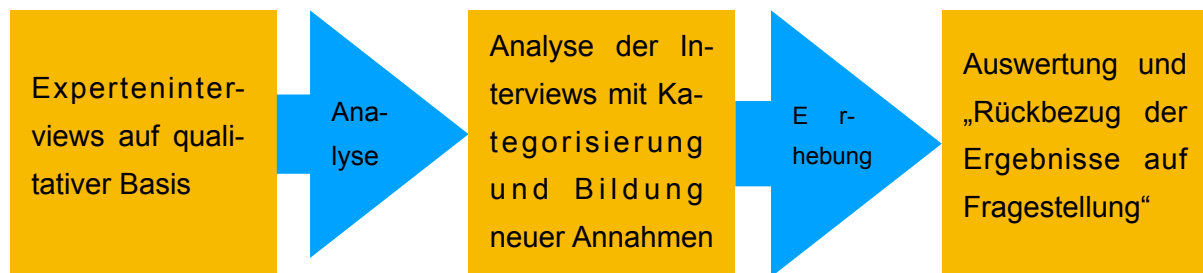 Experteninter-
views auf quali-
tativer Basis
Ana-
lyse
Analyse der In-
terviews mit Ka-
tegorisierung
und Bildung
neuer Annahmen
E r-
hebung
Auswertung und
„Rückbezug der
Ergebnisse auf
Fragestellung“